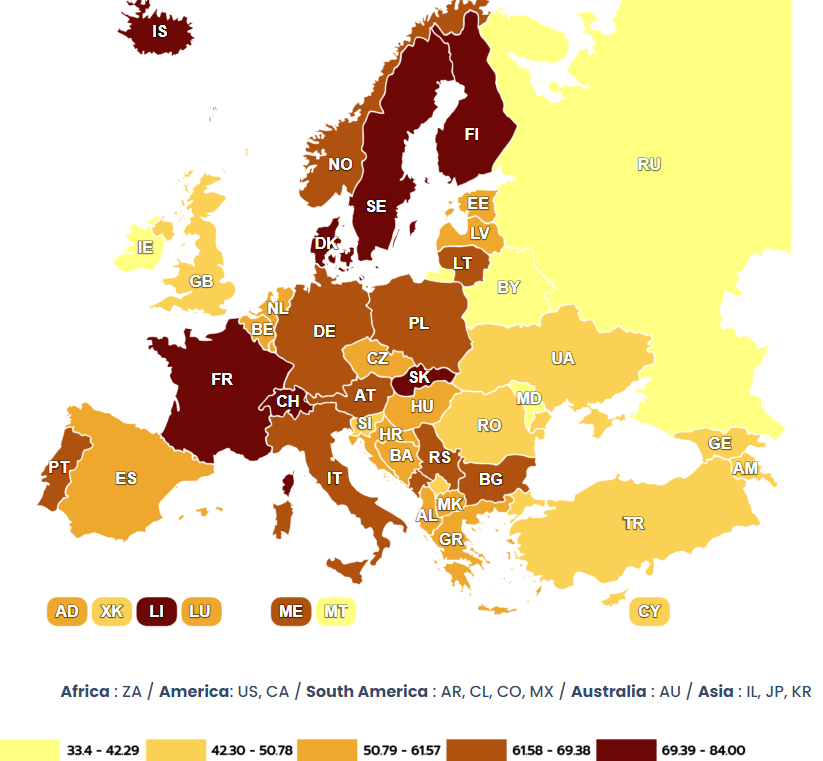 IS
FI
NO
RU
SE
EE
LV
DK
IE
LT
GB
BY
NL
BE
DE
PL
CZ
UA
SK
FR
CH
AT
MD
HU
SI
RO
HR
GE
BA
RS
PT
AM
ES
IT
BG
MK
AL
TR
GR
AD XK LI LU ME MT CY
Africa : ZA / America: US, CA / South America : AR, CL, CO, MX / Australia : AU / Asia : IL, JP, KR
33.4 - 42.29 42.30 - 50.78 50.79 - 61.57 61.58 - 69.38 69.39 - 84.00